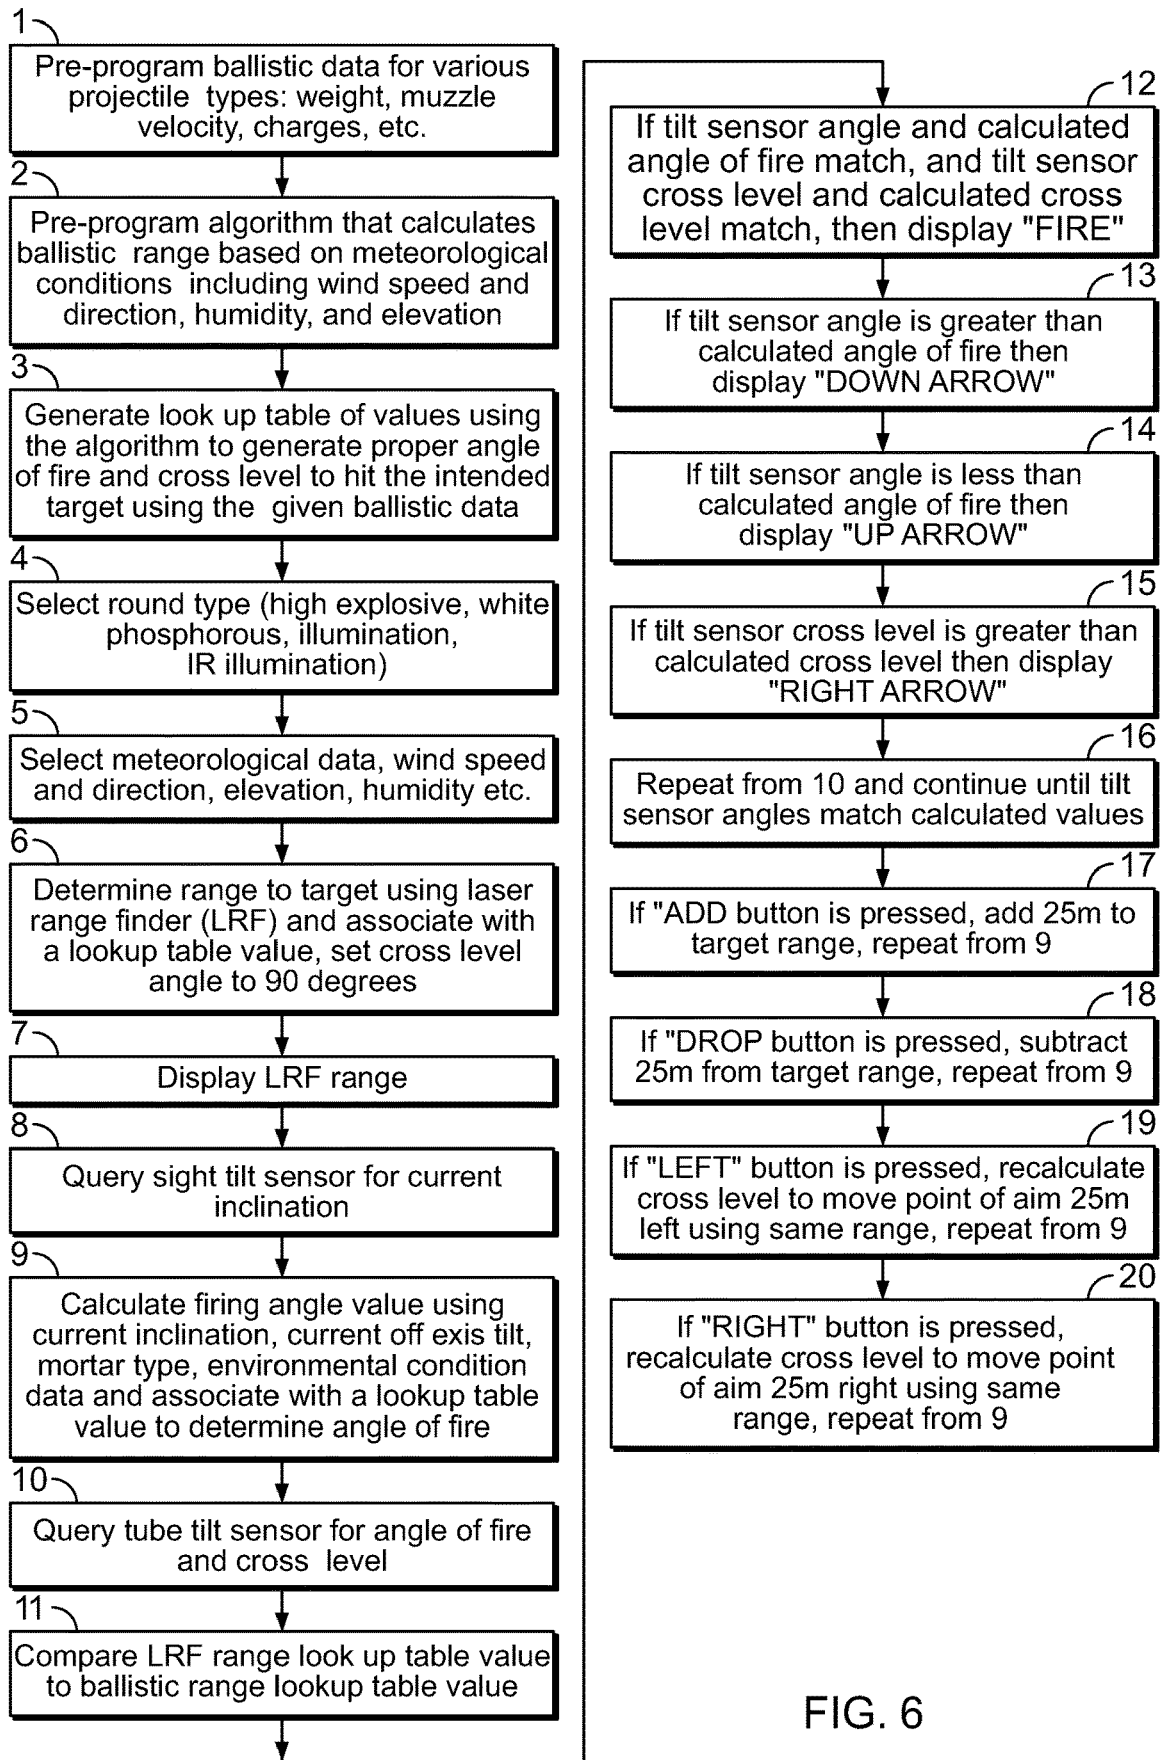 1
Pre-program ballistic data for various
projectile types: weight, muzzle
velocity, charges, etc.
2
Pre-program algorithm that calculates
ballistic range based on meteorological
conditions including wind speed and
direction, humidity, and elevation
3
Generate look up table of values using
the algorithm to generate proper angle
of fire and cross level to hit the intended
target using the given ballistic data
4
Select round type (high explosive, white
phosphorous, illumination,
IR illumination)
5
Select meteorological data, wind speed
and direction, elevation, humidity etc.
6
Determine range to target using laser
range finder (LRF) and associate with
a lookup table value, set cross level
angle to 90 degrees
7
Display LRF range
8
Query sight tilt sensor for current
inclination
9
Calculate firing angle value using
current inclination, current off exis tilt,
mortar type, environmental condition
data and associate with a lookup table
value to determine angle of fire
10
Query tube tilt sensor for angle of fire
and cross level
11
Compare LRF range look up table value
to ballistic range lookup table value
12
If tilt sensor angle and calculated
angle of fire match, and tilt sensor
cross level and calculated cross
level match, then display "FIRE"
13
If tilt sensor angle is greater than
calculated angle of fire then
display "DOWN ARROW"
14
If tilt sensor angle is less than
calculated angle of fire then
display "UP ARROW"
15
If tilt sensor cross level is greater than
calculated cross level then display
"RIGHT ARROW"
16
Repeat from 10 and continue until tilt
sensor angles match calculated values
17
If "ADD button is pressed, add 25m to
target range, repeat from 9
18
If "DROP button is pressed, subtract
25m from target range, repeat from 9
19
If "LEFT" button is pressed, recalculate
cross level to move point of aim 25m
left using same range, repeat from 9
20
If "RIGHT" button is pressed,
recalculate cross level to move point
of aim 25m right using same
range, repeat from 9
FIG. 6